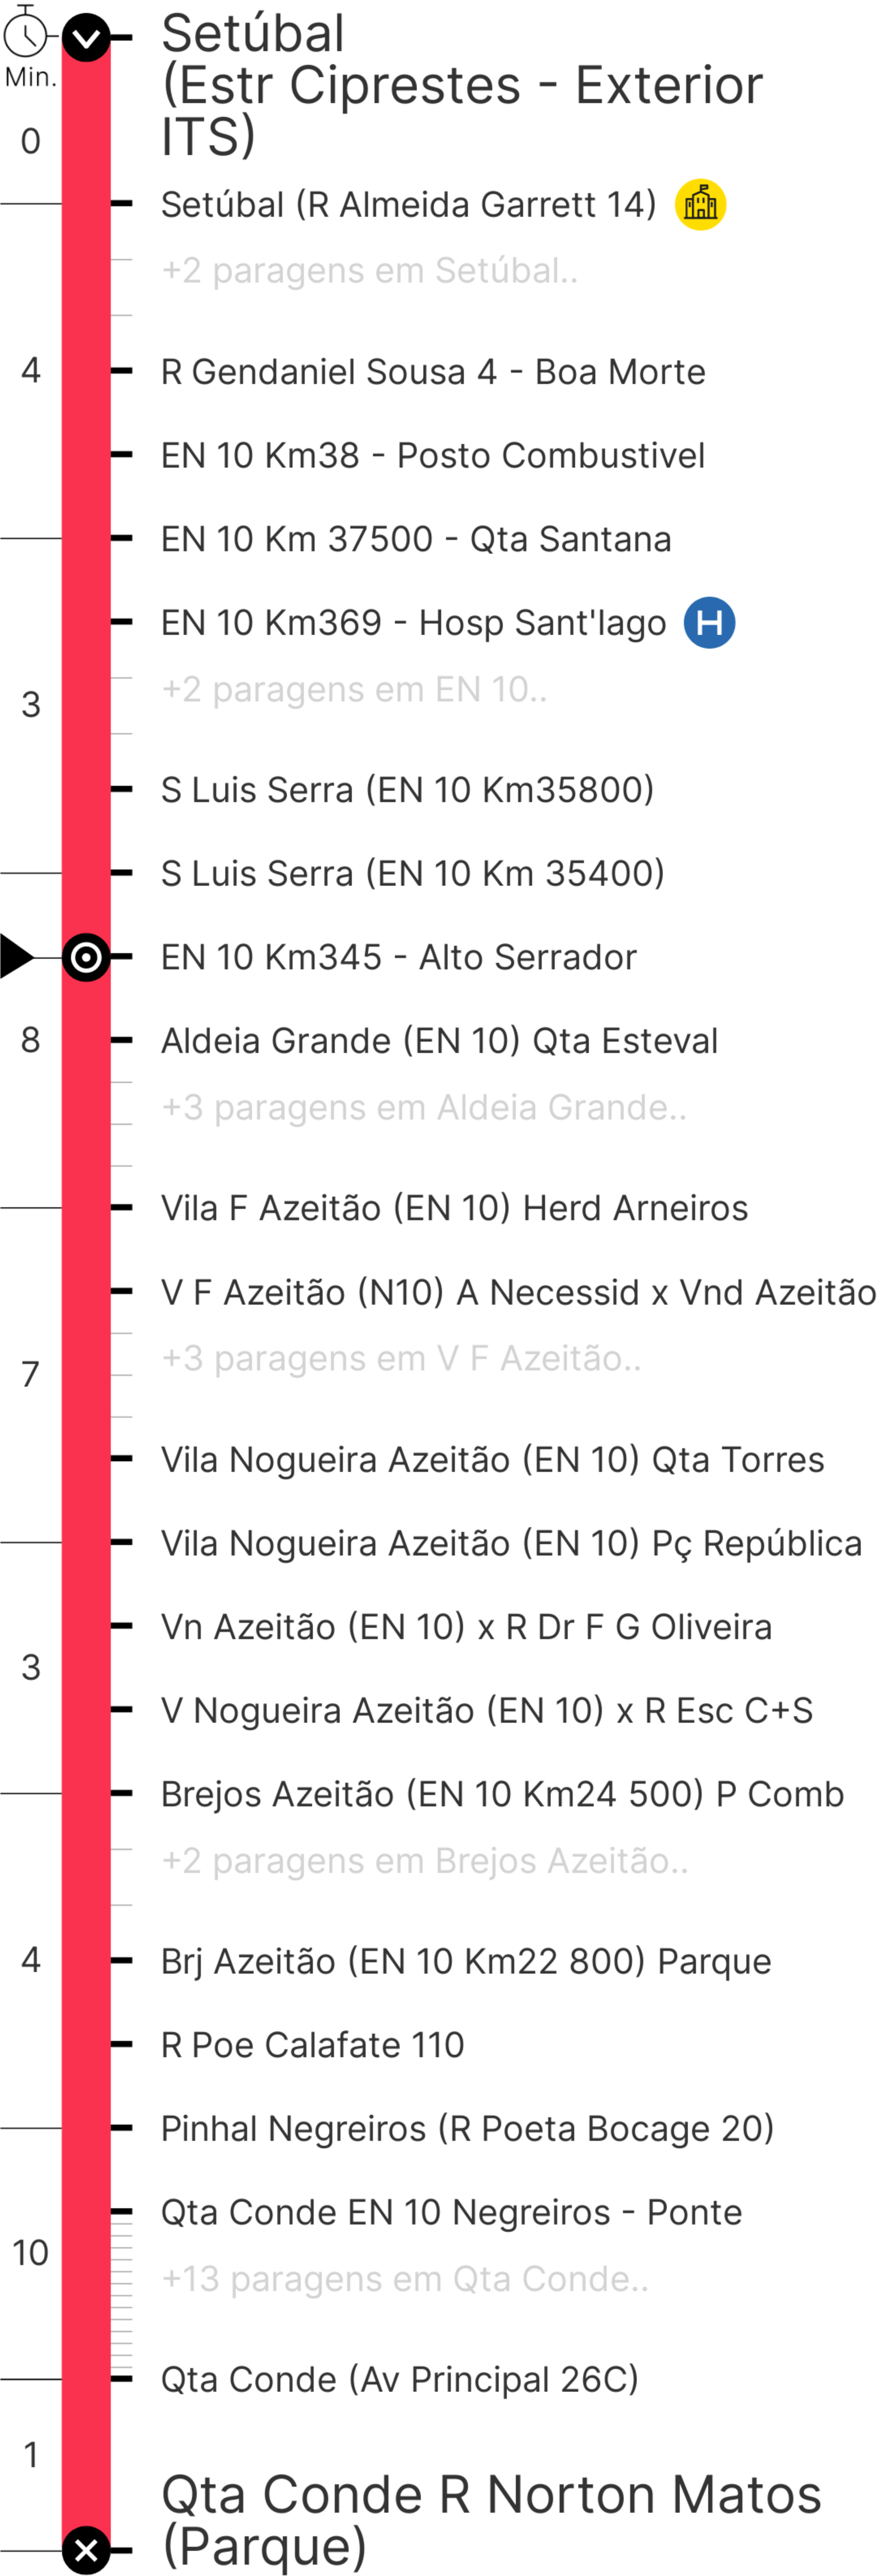 Min.
Setúbal
(Estr Ciprestes - Exterior
ITS)
0
Setúbal (R Almeida Garrett 14)
+2 paragens em Setúbal..
4
R Gendaniel Sousa 4 - Boa Morte
EN 10 Km38 - Posto Combustivel
EN 10 Km 37500 - Qta Santana
EN 10 Km369 - Hosp Sant'Iago
H
+2 paragens em EN 10..
3
S Luis Serra (EN 10 Km35800)
S Luis Serra (EN 10 Km 35400)
EN 10 Km345 - Alto Serrador
8
Aldeia Grande (EN 10) Qta Esteval
+3 paragens em Aldeia Grande..
Vila F Azeitão (EN 10) Herd Arneiros
V F Azeitão (N10) A Necessid x Vnd Azeitão
+3 paragens em V F Azeitão..
7
Vila Nogueira Azeitão (EN 10) Qta Torres
Vila Nogueira Azeitão (EN 10) Pç República
Vn Azeitão (EN 10) x R Dr F G Oliveira
3
V Nogueira Azeitão (EN 10) x R Esc C+S
Brejos Azeitão (EN 10 Km24 500) P Comb
+2 paragens em Brejos Azeitão..
4
Brj Azeitão (EN 10 Km22 800) Parque
R Poe Calafate 110
Pinhal Negreiros (R Poeta Bocage 20)
Qta Conde EN 10 Negreiros - Ponte
10
+13 paragens em Qta Conde..
Qta Conde (Av Principal 26C)
1
Qta Conde R Norton Matos
(Parque)